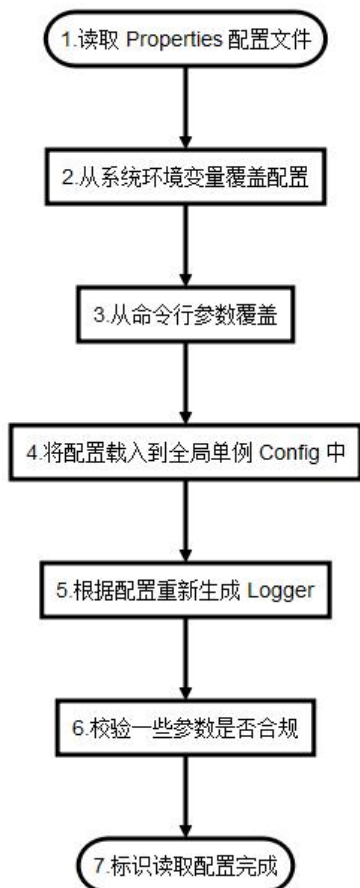 1.读取 Properties 配置文件
2.从系统环境变量覆盖配置
3.从命令行参数覆盖
4.将配置载入到全局单例 Config 中
5.根据配置重新生成 Logger
6.校验一些参数是否合规
7.标识读取配置完成